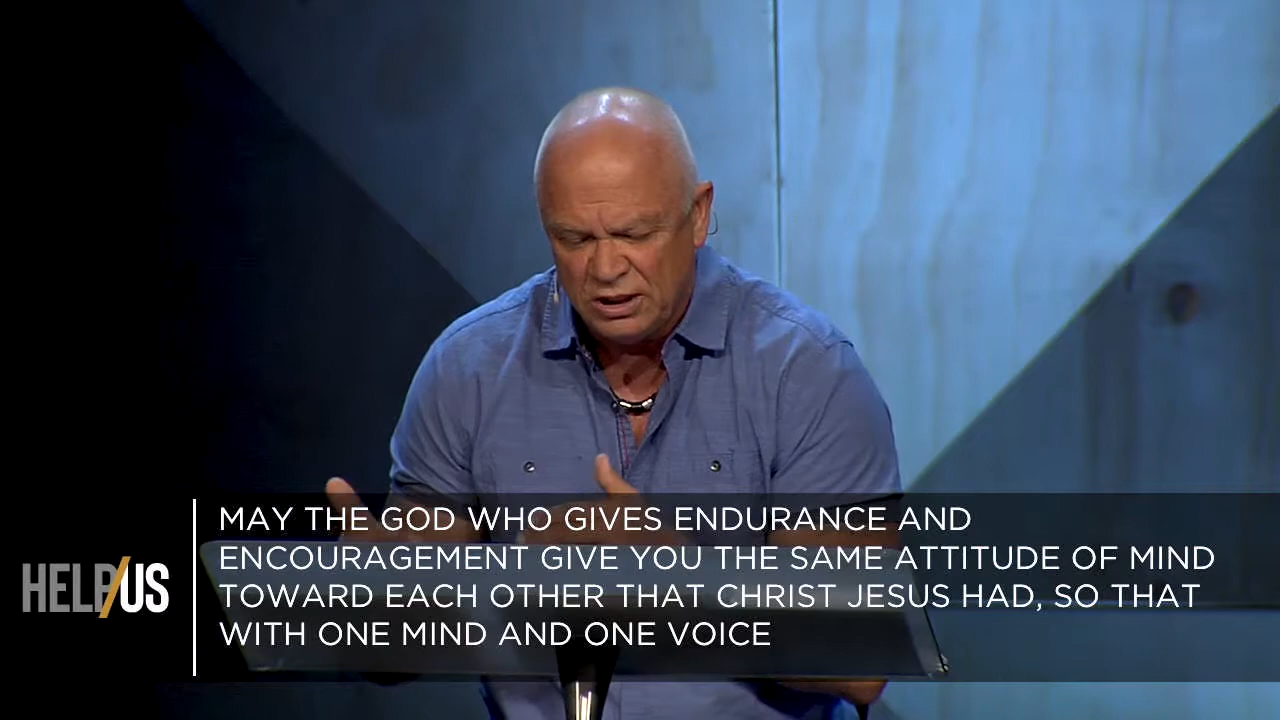 MAY THE GOD WHO GIVES ENDURANCE AND
ENCOURAGEMENT GIVE YOU THE SAME ATTITUDE OF MIND
TOWARD EACH OTHER THAT CHRIST JESUS HAD, SO THAT
WITH ONE MIND AND ONE VOICE
HELP/US